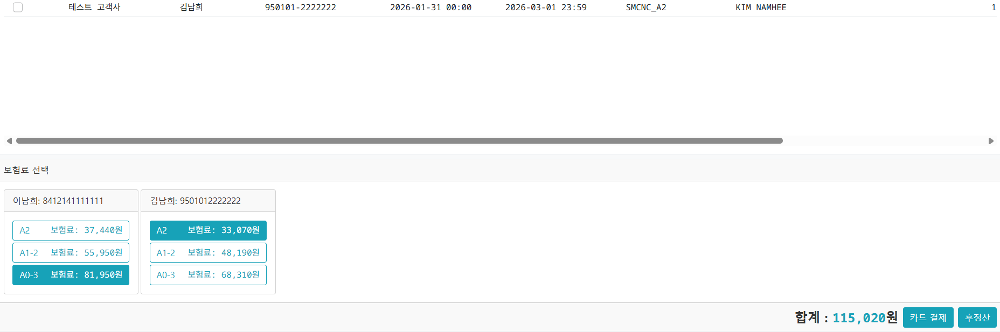 테스트 고객사 김남희 950101-2222222 2026-01-31 00:00 2026-03-01 23:59 SMCNC_A2 KIM NAMHEE 1
보험료 선택
이남희: 8412141111111
A2 보험료: 37,440원
A1-2 보험료: 55,950원
A0-3 보험료: 81,950원
김남희: 9501012222222
A2 보험료: 33,070원
A1-2 보험료: 48,190원
A0-3 보험료: 68,310원
합계 : 115,020원 카드 결제 후정산